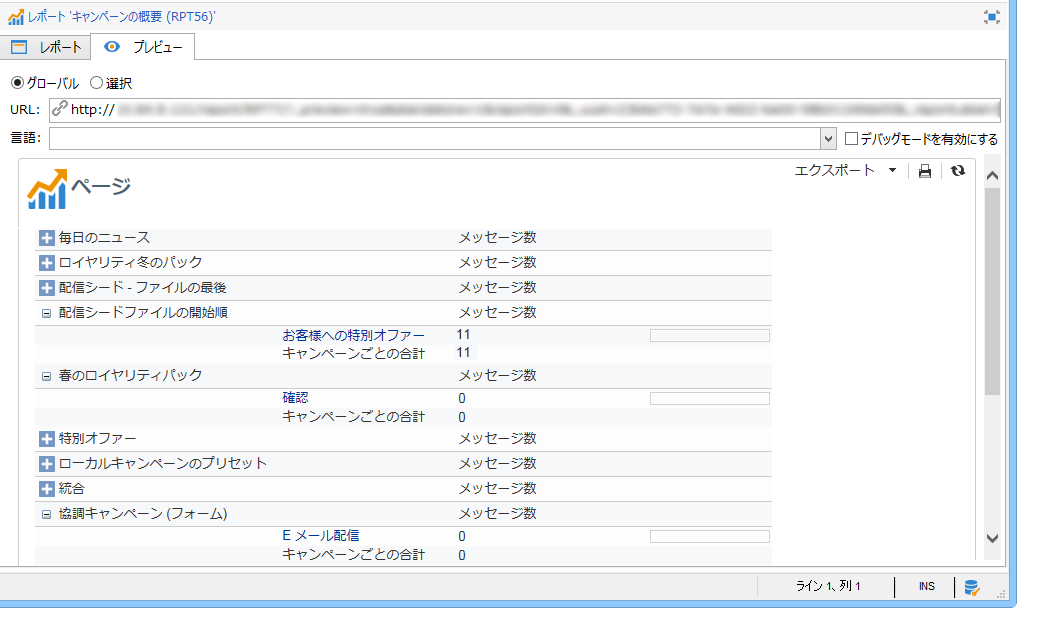 レポート 'キャンペーンの概要 (RPT56)'
レポート プレビュー
グローバル 選択
URL: http://
言語: デバッグモードを有効にする
エクスポート
ページ
毎日のニュース メッセージ数
ロイヤリティ冬のパック メッセージ数
配信シード - ファイルの最後 メッセージ数
配信シードファイルの開始順 メッセージ数
お客様への特別オファー 11
キャンペーンごとの合計 11
春のロイヤリティパック メッセージ数
確認 0
キャンペーンごとの合計 0
特別オファー メッセージ数
ローカルキャンペーンのプリセット メッセージ数
統合 メッセージ数
協調キャンペーン (フォーム) メッセージ数
E メール配信 0
キャンペーンごとの合計 0
ライン 1、列 1 INS